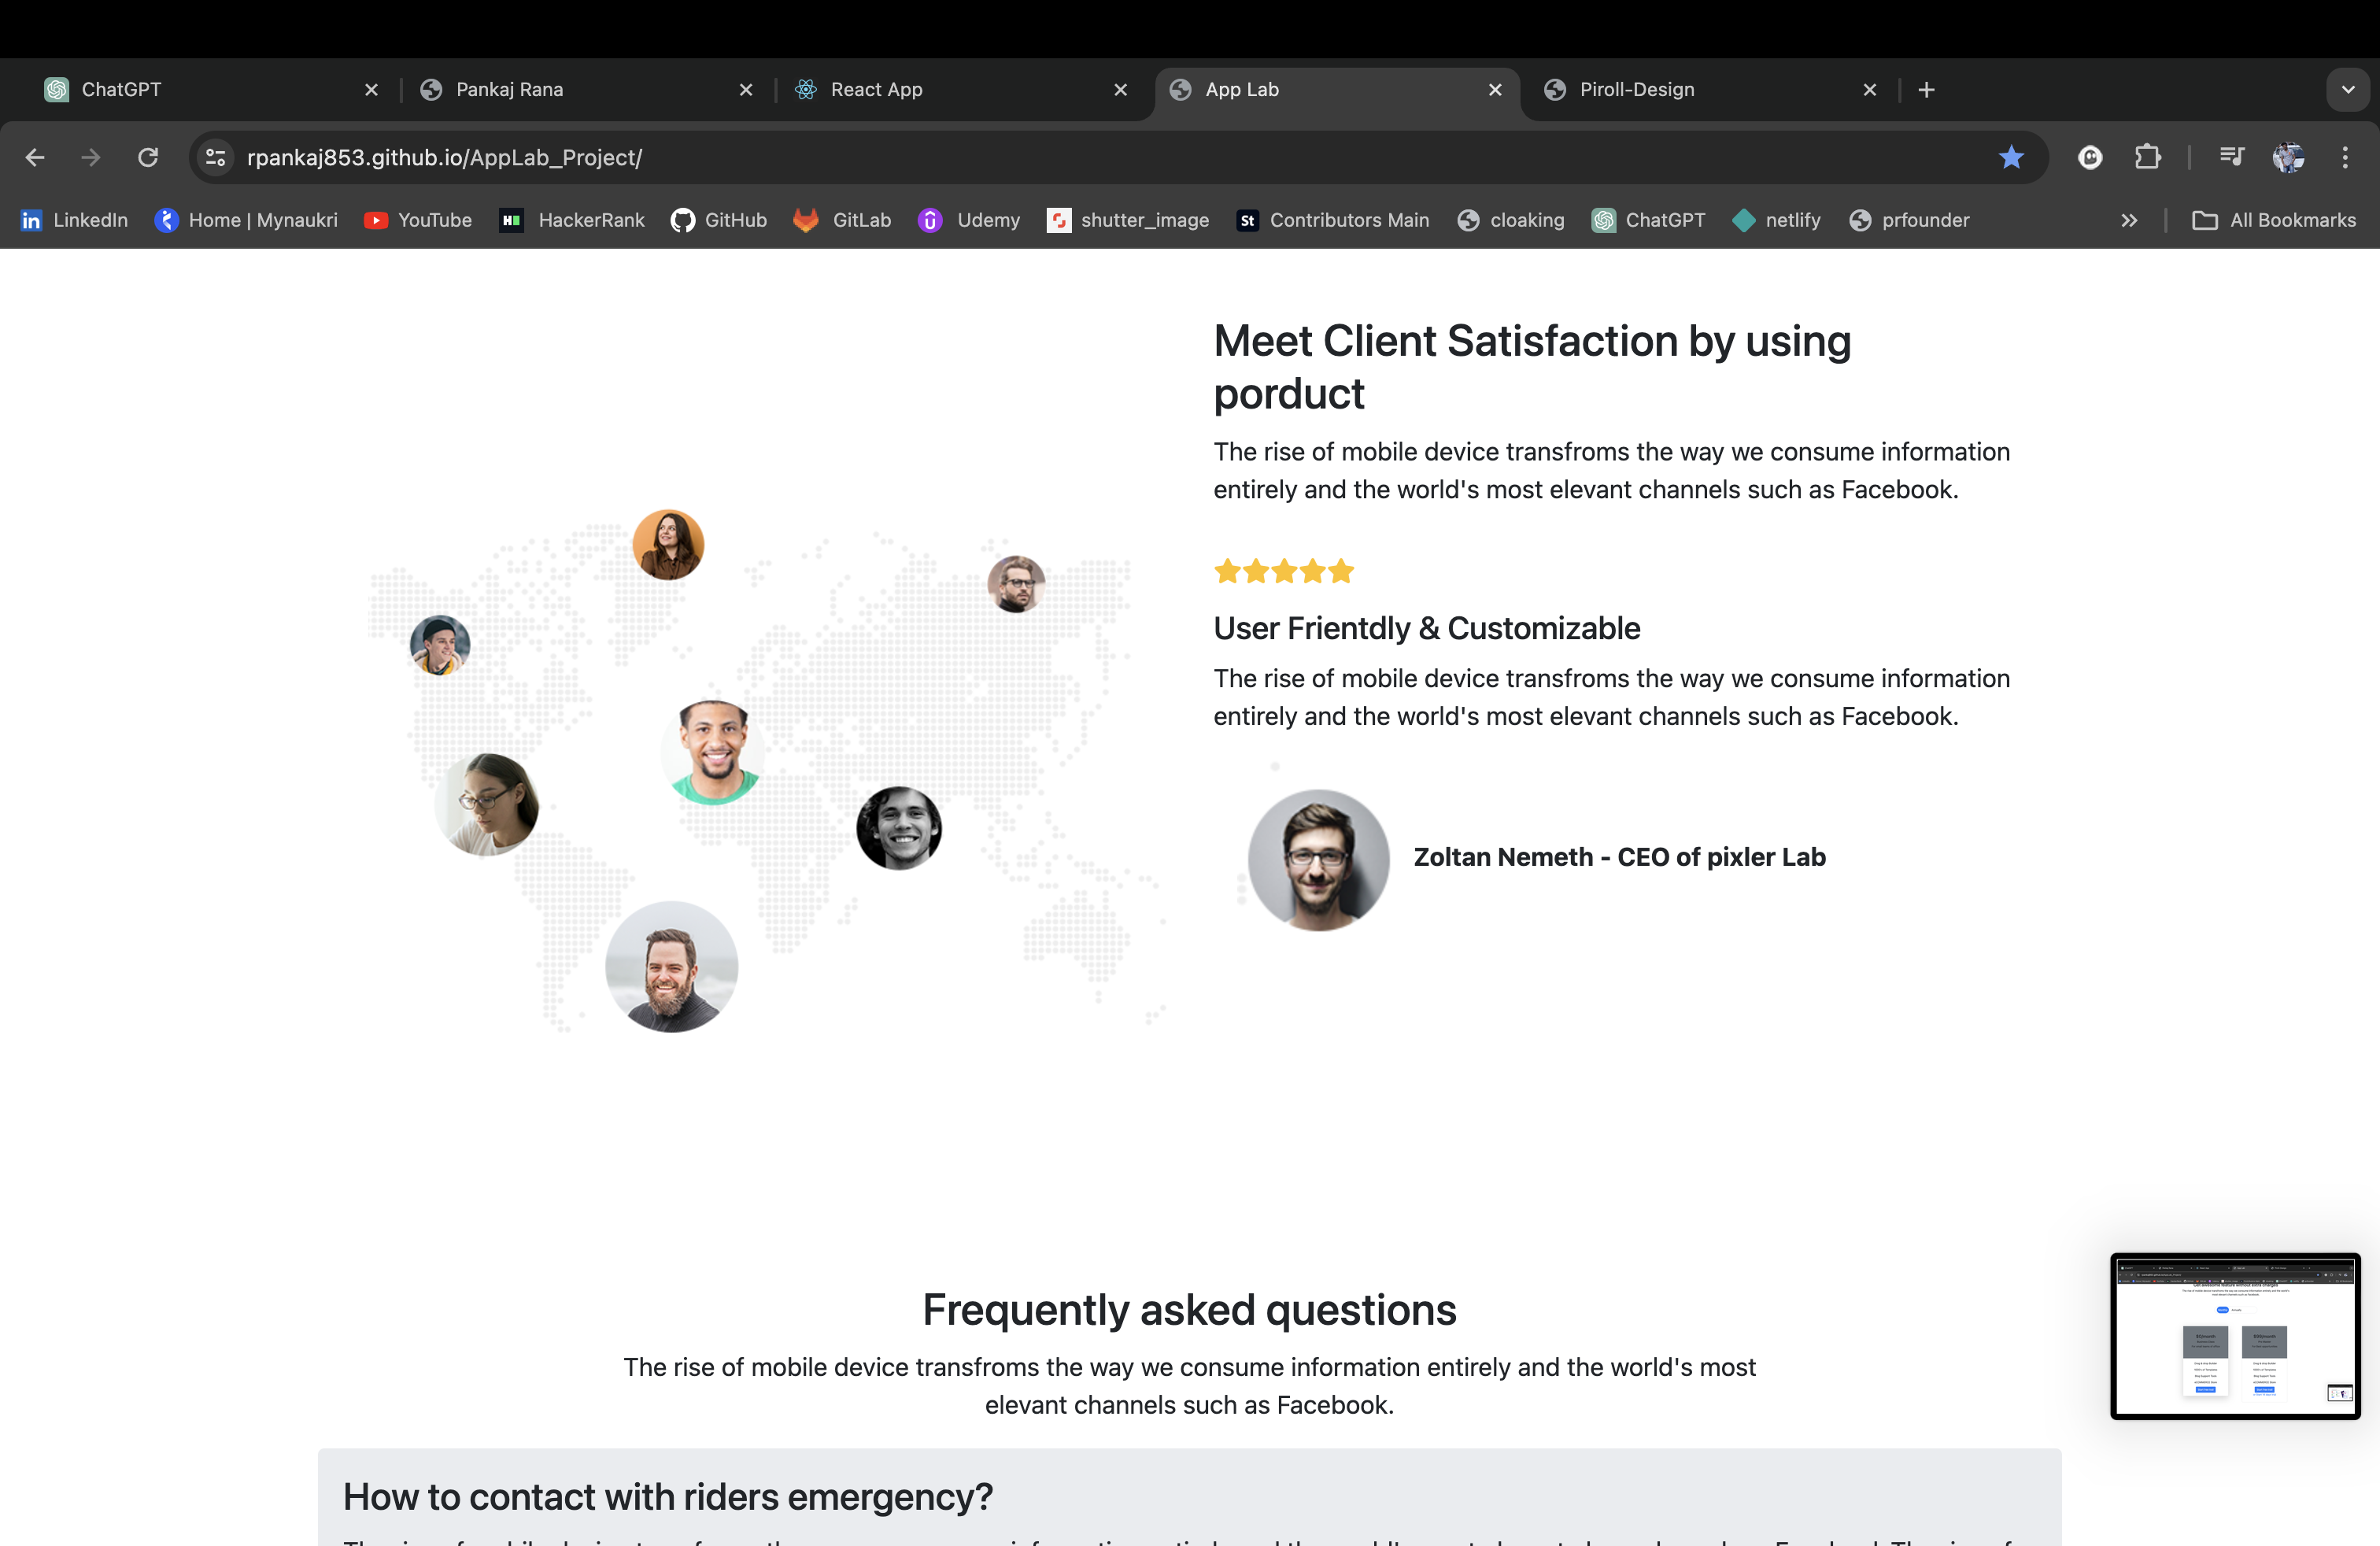 ChatGPT
Pankaj Rana
React App
App Lab
Piroll-Design
rpankaj853.github.io/AppLab_Project/
LinkedIn
Home | Mynaukri
YouTube
HackerRank
GitHub
GitLab
Udemy
shutter_image
St
Contributors Main
cloaking
ChatGPT
netlify
prfounder
All Bookmarks
Meet Client Satisfaction by using
porduct
The rise of mobile device transfroms the way we consume information
entirely and the world's most elevant channels such as Facebook.
User Frientdly & Customizable
The rise of mobile device transfroms the way we consume information
entirely and the world's most elevant channels such as Facebook.
Zoltan Nemeth - CEO of pixler Lab
Frequently asked questions
The rise of mobile device transfroms the way we consume information entirely and the world's most
elevant channels such as Facebook.
How to contact with riders emergency?